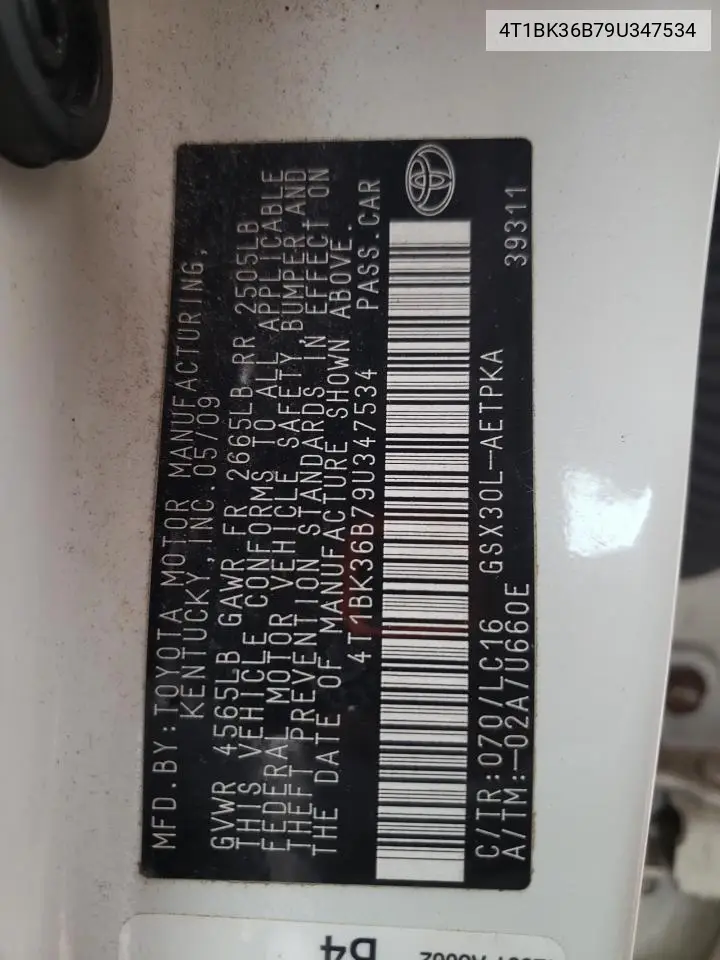 4T1BK36B79U347534
MFD.BY:TOYOTA MOTOR MANUFACTURING,
KENTUCKY, INC 05/09
GVWR 4565LB GAWR FR 2665LB RR 2505LB
THIS VEHICLE CONFORMS TO ALL APPLICABLE
FEDERAL MOTOR VEHICLE SAFETY, BUMPER AND
THEFT PREVENTION STANDARDS IN EFFECT ON
THE DATE OF MANUFACTURE SHOWN ABOVE.
4T1BK36B79U347534 PASS.CAR
C/TR:070/LC16 GSX30L-AETPKA 39311
A/TM:-02A/U660E